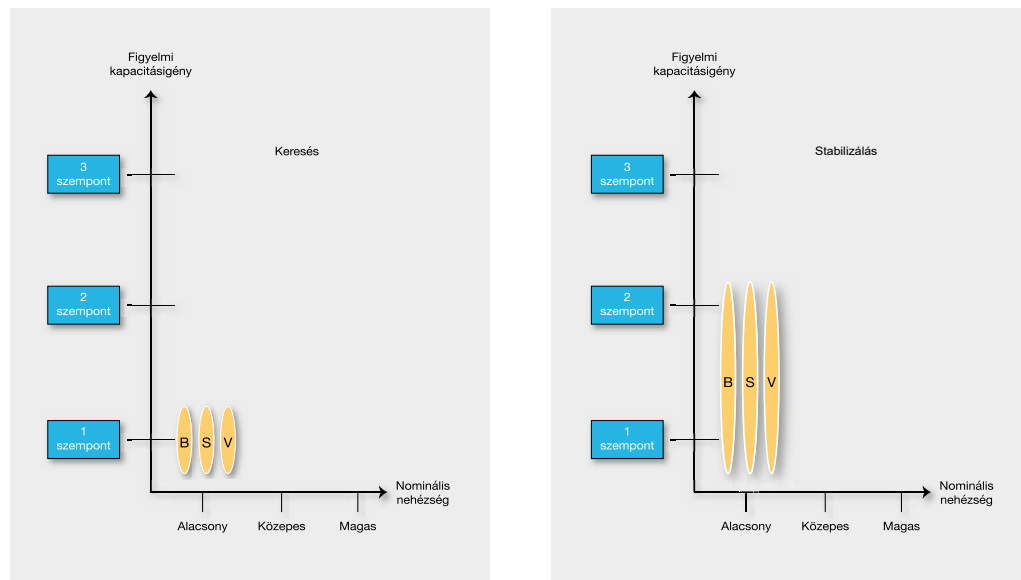 Figyelmi
kapacitásigény
Keresés
3
szempont
2
szempont
1
szempont
B S V
Nominális
nehézség
Alacsony Közepes Magas
Figyelmi
kapacitásigény
Stabilizálás
3
szempont
2
szempont
B S V
1
szempont
Nominális
nehézség
Alacsony Közepes Magas